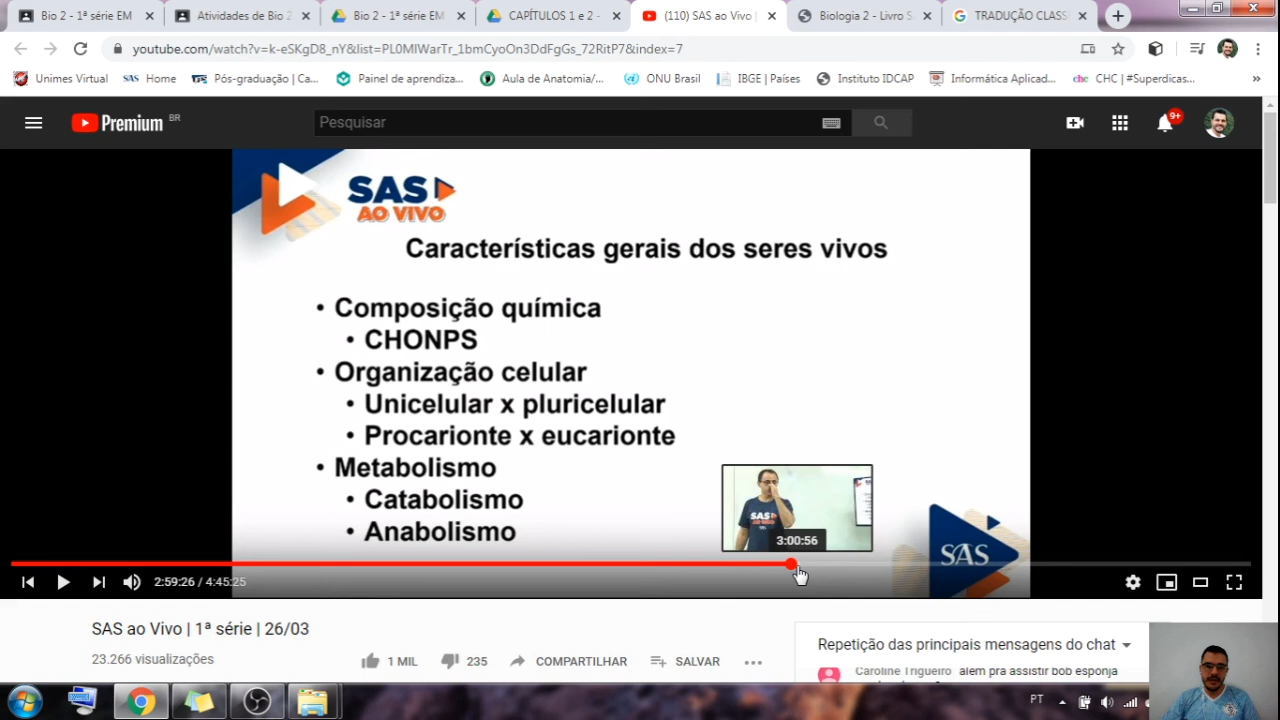 Bio 2 - 1ª série EM
Atividades de Bio 2
Bio 2 - 1ª série EM
CAPÍTULOS 1 e 2 -
(110) SAS ao Vivo |
Biologia 2 - Livro S
TRADUÇÃO CLASS
youtube.com/watch?v=k-eSKgD8_nY&list=PL0MIWarTr_1bmCyoOn3DdFgGs_72RitP7&index=7
Unimes Virtual
SAS Home
Pós-graduação | Ca...
Painel de aprendiza...
Aula de Anatomia/...
ONU Brasil
IBGE | Países
Instituto IDCAP
Informática Aplicad...
chc CHC | #Superdicas...
»
Premium BR
Pesquisar
9+
SAS
AO VIVO
Características gerais dos seres vivos
• Composição química
• CHONPS
• Organização celular
• Unicelular x pluricelular
• Procarionte x eucarionte
• Metabolismo
• Catabolismo
• Anabolismo
SAS
3:00:56
SAS
2:59:26 / 4:45:25
SAS ao Vivo | 1ª série | 26/03
23.266 visualizações
1 MIL
235
COMPARTILHAR
SALVAR
Repetição das principais mensagens do chat
Caroline Trigueiro alem pra assistir bob esponja
PT